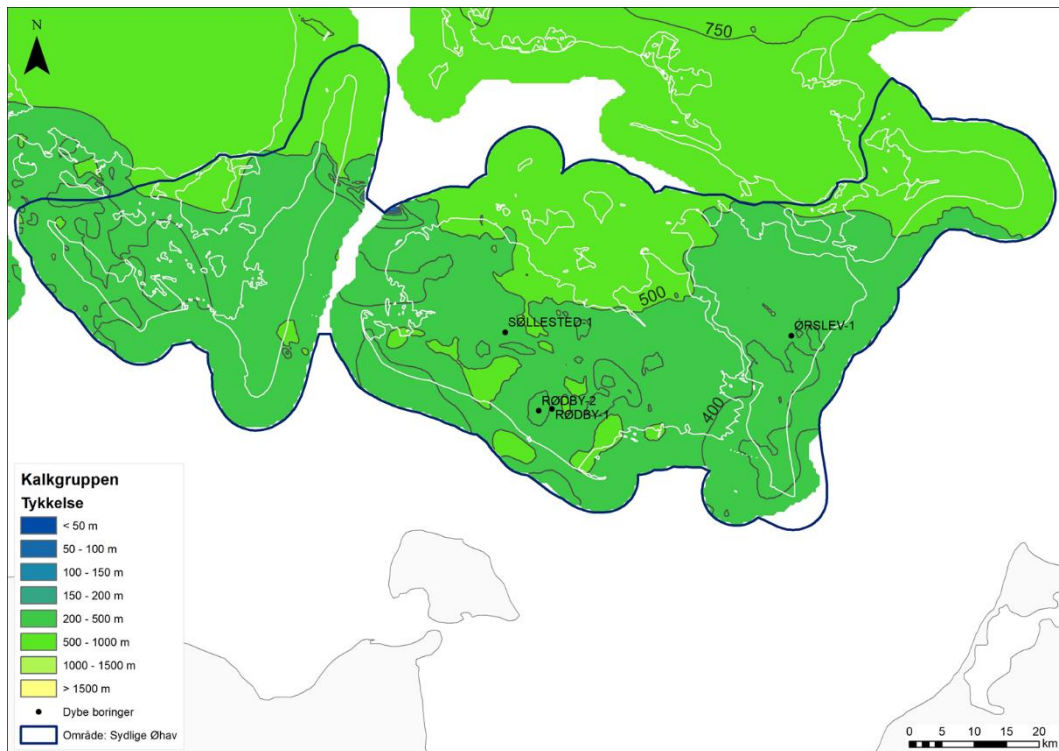 N
750
500
SØLLESTED-1
ØRSLEV-1
RØDBY-2
RØDBY-1
400
Kalkgruppen
Tykkelse
< 50 m
50 - 100 m
100 - 150 m
150 - 200 m
200 - 500 m
500 - 1000 m
1000 - 1500 m
> 1500 m
Dybe boringer
Område: Sydlige Øhav
0 5 10 20
km